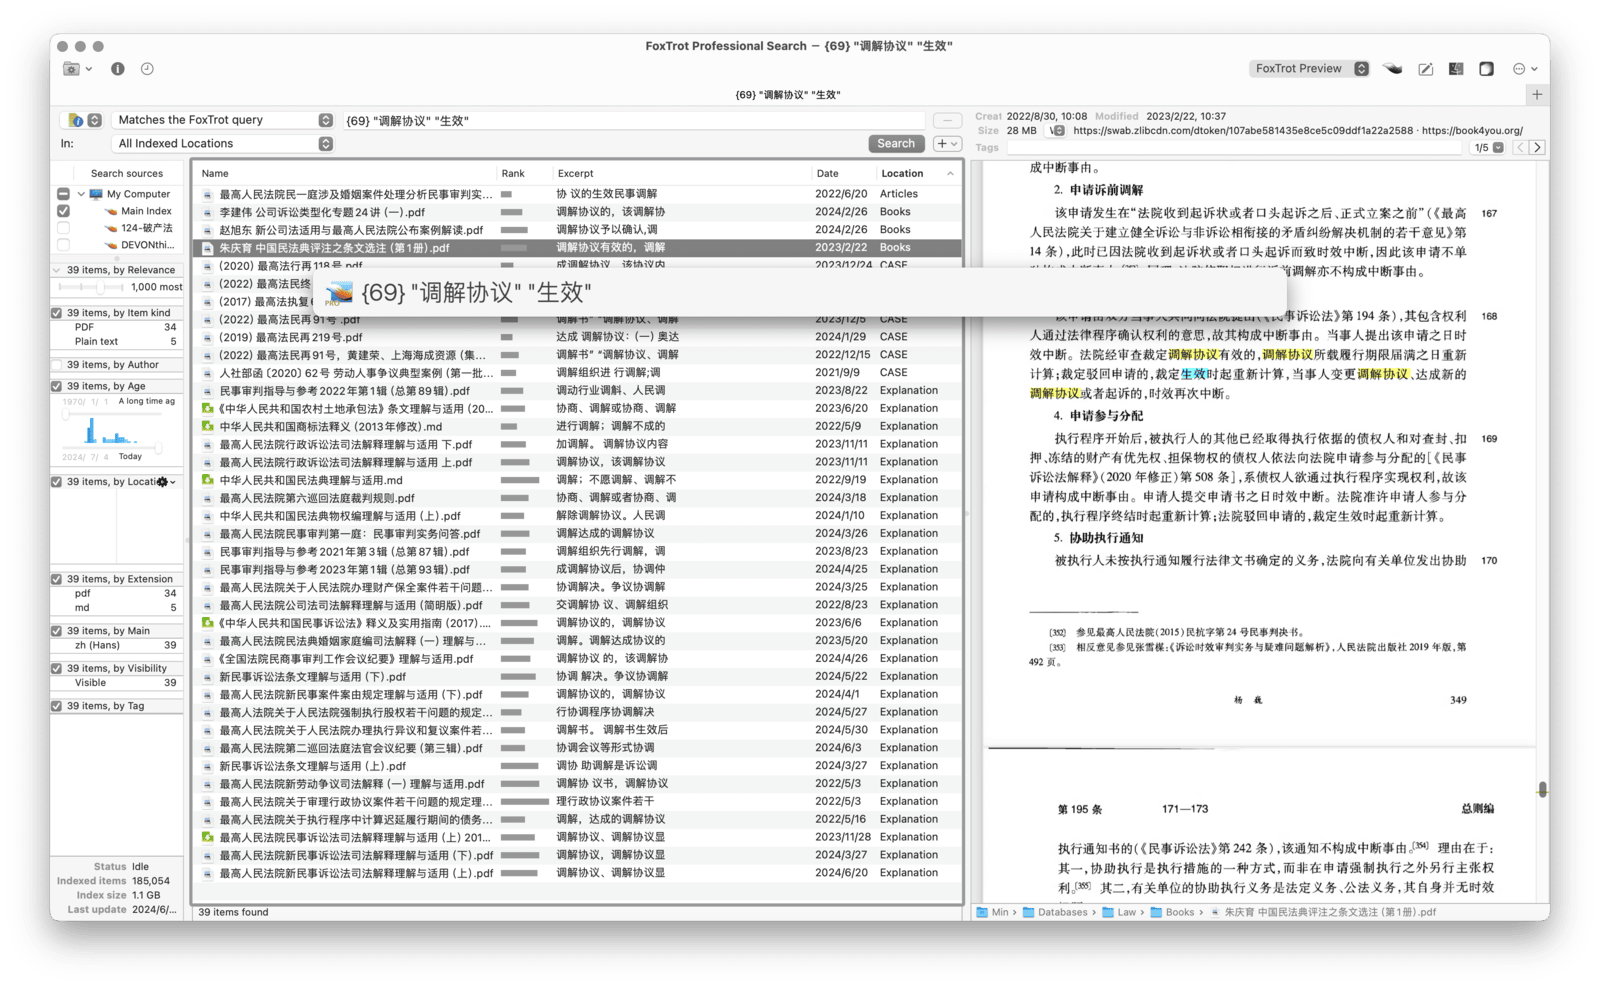 FoxTrot Professional Search – {69} "调解协议" "生效"
FoxTrot Preview
{69} "调解协议" "生效"
Matches the FoxTrot query
{69} "调解协议" "生效"
In: All Indexed Locations
Search
Creat 2022/8/30, 10:08 Modified 2023/2/22, 10:37
Size 28 MB https://swab.zlibcdn.com/dtoken/107abe581435e8ce5c09ddf1a22a2588 · https://book4you.org/
Tags
1/5
Search sources
My Computer
Main Index
124-破产法
DEVONthi...
39 items, by Relevance
1,000 most
39 items, by Item kind
PDF 34
Plain text 5
39 items, by Author
39 items, by Age
1970/ 1/ 1 A long time ag
2024/ 7/ 4 Today
39 items, by Locati
39 items, by Extension
pdf 34
md 5
39 items, by Main
zh (Hans) 39
39 items, by Visibility
Visible 39
39 items, by Tag
Status Idle
Indexed items 185,054
Index size 1.1 GB
Last update 2024/6/...
Name Rank Excerpt Date Location
最高人民法院民一庭涉及婚姻案件处理分析民事审判实... 协 议的生效民事调解 2022/6/20 Articles
李建伟 公司诉讼类型化专题 24 讲 (一) .pdf 调解协议的，该调解协 2024/2/26 Books
赵旭东 新公司法适用与最高人民法院公布案例解读.pdf 调解协议予以确认,调 2024/2/26 Books
朱庆育 中国民法典评注之条文选注 (第 1 册) .pdf 调解协议有效的，调解 2023/2/22 Books
(2020) 最高法行再 118 号.pdf 成调解协议，该协议内 2023/12/24 CASE
(2022) 最高法民终
(2017) 最高法执复 6
{69} "调解协议" "生效"
(2022) 最高法民再 91 号 .pdf 调解书” “调解协议、调解 2023/12/5 CASE
(2019) 最高法民再 219 号.pdf 达成 调解协议：(一) 奥达 2024/1/29 CASE
(2022) 最高法民再 91号，黄建荣、上海海成资源 (集... 调解书” “调解协议、调解 2022/12/15 CASE
人社部函〔2020〕62 号 劳动人事争议典型案例 (第一批... 调解组织进 行调解;调 2021/9/9 CASE
民事审判指导与参考 2022 年第 1 辑 (总第 89 辑) .pdf 调动行业调解、人民调 2023/8/23 Explanation
《中华人民共和国农村土地承包法》条文理解与适用 (20... 协商、调解或协商、调解 2023/6/20 Explanation
中华人民共和国商标法释义 (2013 年修改) .md 进行调解；调解不成的 2022/5/9 Explanation
最高人民法院行政诉讼法司法解释理解与适用 下.pdf 加调解。 调解协议内容 2023/11/11 Explanation
最高人民法院行政诉讼法司法解释理解与适用 上.pdf 调解协议，该调解协议 2023/11/11 Explanation
中华人民共和国民法典理解与适用.md 调解；不愿调解、调解不 2022/9/19 Explanation
最高人民法院第六巡回法庭裁判规则.pdf 协商、调解或者协商、调 2024/3/18 Explanation
中华人民共和国民法典物权编理解与适用 (上) .pdf 解除调解协议。人民调 2024/1/10 Explanation
最高人民法院民事审判第一庭：民事审判实务问答.pdf 调解达成的调解协议 2024/3/26 Explanation
民事审判指导与参考 2021 年第 3 辑 (总第 87 辑) .pdf 调解组织先行调解，调 2023/8/23 Explanation
民事审判指导与参考 2023 年第 1 辑 (总第 93 辑) .pdf 成调解协议后，协调仲 2024/4/25 Explanation
最高人民法院关于人民法院办理财产保全案件若干问题... 协调解决。争议协调解 2024/3/25 Explanation
最高人民法院公司法司法解释理解与适用 (简明版) .pdf 交调解协 议、调解组织 2022/8/23 Explanation
《中华人民共和国民事诉讼法》释义及实用指南 (2017) .... 调解协议的，调解协议 2023/6/6 Explanation
最高人民法院民法典婚姻家庭编司法解释 (一) 理解与... 调解。调解达成协议的 2023/5/20 Explanation
《全国法院民商事审判工作会议纪要》理解与适用.pdf 调解协议 的，该调解协 2024/4/26 Explanation
新民事诉讼法条文理解与适用 (下) .pdf 协调 解决。争议协调解 2024/5/22 Explanation
最高人民法院新民事案件案由规定理解与适用 (下) .pdf 调解协议的，调解协议 2024/4/1 Explanation
最高人法院关于人民法院强制执行股权若干问题的规定... 行协调程序协调解决 2024/5/27 Explanation
最高人民法院关于人民法院办理执行异议和复议案件若... 调解书。 调解书生效后 2024/5/30 Explanation
最高人民法院第二巡回法庭法官会议纪要 (第三辑) .pdf 协调会议等形式协调 2024/6/3 Explanation
新民事诉讼法条文理解与适用 (上) .pdf 调协 助调解是诉讼调 2024/3/27 Explanation
最高人民法院新劳动争议司法解释 (一) 理解与适用.pdf 调解协 议书，调解协议 2022/5/3 Explanation
最高人民法院关于审理行政协议案件若干问题的规定理... 理行政协议案件若干 2022/5/3 Explanation
最高人民法院关于执行程序中计算迟延履行期间的债务... 调解，达成的调解协议 2022/5/16 Explanation
最高人民法院民事诉讼法司法解释理解与适用 (上) 201... 调解协议、调解协议显 2023/11/28 Explanation
最高人民法院新民事诉讼法司法解释理解与适用 (下) .pdf 调解协议、调解协议显 2024/3/27 Explanation
最高人民法院新民事诉讼法司法解释理解与适用 (上) .pdf 调解协议、调解协议显 2024/6/20 Explanation
39 items found
成中断事由。
2. 申请诉前调解
该申请发生在“法院收到起诉状或者口头起诉之后、正式立案之前”(《最高 167
人民法院关于建立健全诉讼与非诉讼相衔接的矛盾纠纷解决机制的若干意见》第
14 条)，此时已因法院收到起诉状或者口头起诉而致时效中断，因此该申请不单
前调解亦不构成中断事由。
事诉讼法》第 194 条)，其包含权利 168
人通过法律程序确认权利的意思，故其构成中断事由。当事人提出该申请之日时
效中断。法院经审查裁定调解协议有效的，调解协议所载履行期限届满之日重新
计算；裁定驳回申请的，裁定生效时起重新计算，当事人变更调解协议、达成新的
调解协议或者起诉的，时效再次中断。
4. 申请参与分配
执行程序开始后，被执行人的其他已经取得执行依据的债权人和对查封、扣 169
押、冻结的财产有优先权、担保物权的债权人依法向法院申请参与分配的[《民事
诉讼法解释》(2020 年修正)第 508 条]，系债权人欲通过执行程序实现权利，故该
申请构成中断事由。申请人提交申请书之日时效中断。法院准许申请人参与分
配的，执行程序终结时起重新计算；法院驳回申请的，裁定生效时起重新计算。
5. 协助执行通知
被执行人未按执行通知履行法律文书确定的义务，法院向有关单位发出协助 170
[352] 参见最高人民法院(2015)民抗字第 24 号民事判决书。
[353] 相反意见参见张雪楳：《诉讼时效审判实务与疑难问题解析》，人民法院出版社 2019 年版，第
492 页。
杨 巍 349
第 195 条 171—173 总则编
执行通知书的(《民事诉讼法》第 242 条)，该通知不构成中断事由。[354] 理由在于：
其一，协助执行是执行措施的一种方式，而非在申请强制执行之外另行主张权
利。[355] 其二，有关单位的协助执行义务是法定义务、公法义务，其自身并无时效
Min › Databases › Law › Books › 朱庆育 中国民法典评注之条文选注 (第 1 册) .pdf